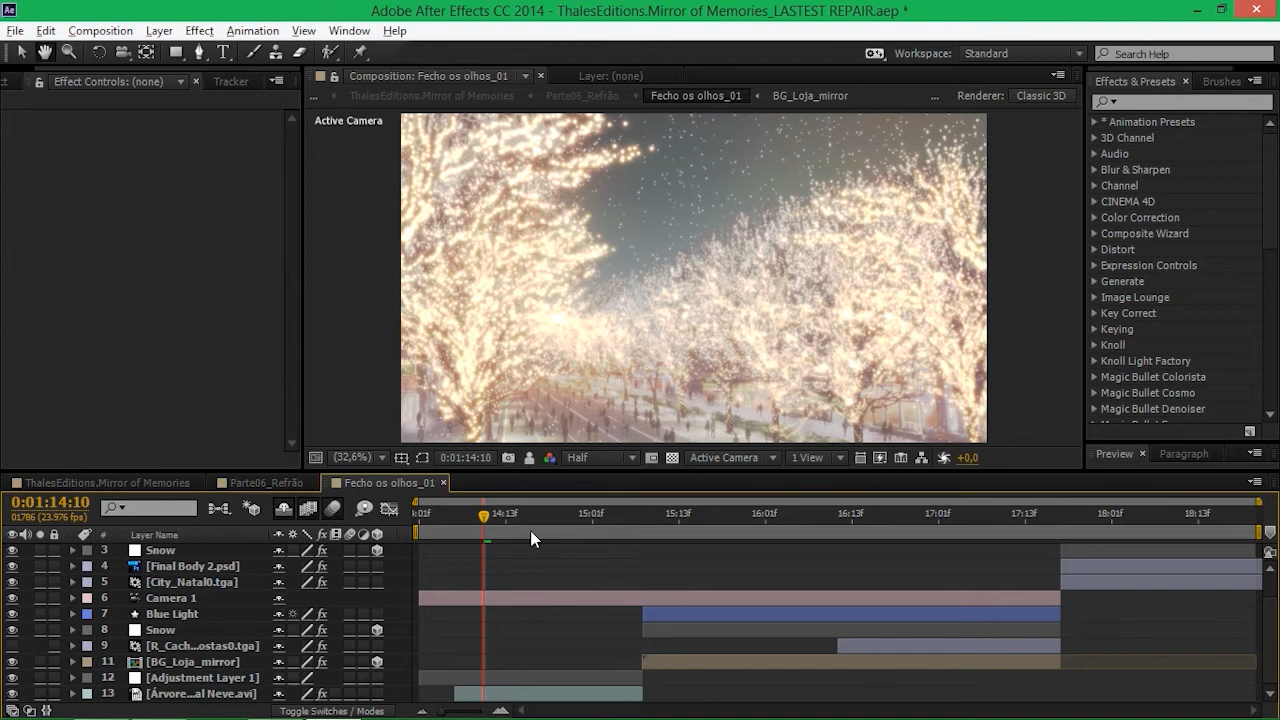 Ae Adobe After Effects CC 2014 - ThalesEditions.Mirror of Memories_LASTEST REPAIR.aep *
File Edit Composition Layer Effect Animation View Window Help
Workspace: Standard Search Help
Effect Controls: (none) Tracker
Composition: Fecho os olhos_01 Layer: (none)
Effects & Presets Brushes
... ThalesEditions.Mirror of Memories Parte06_Refrão Fecho os olhos_01 BG_Loja_mirror ... Renderer: Classic 3D
Active Camera
* Animation Presets
3D Channel
Audio
Blur & Sharpen
Channel
CINEMA 4D
Color Correction
Composite Wizard
Distort
Expression Controls
Generate
Image Lounge
Key Correct
Keying
Knoll
Knoll Light Factory
Magic Bullet Colorista
Magic Bullet Cosmo
Magic Bullet Denoiser
(32,6%) 0:01:14:10 Half Active Camera 1 View +0,0
Preview Paragraph
ThalesEditions.Mirror of Memories Parte06_Refrão Fecho os olhos_01
0:01:14:10
01786 (23.976 fps)
:01f 14:13f 15:01f 15:13f 16:01f 16:13f 17:01f 17:13f 18:01f 18:13f
# Layer Name
3 Snow
4 [Final Body 2.psd]
5 [City_Natal0.tga]
6 Camera 1
7 Blue Light
8 Snow
9 [R_Cach...ostas0.tga]
11 [BG_Loja_mirror]
12 [Adjustment Layer 1]
13 [Árvore...al Neve.avi]
Toggle Switches / Modes